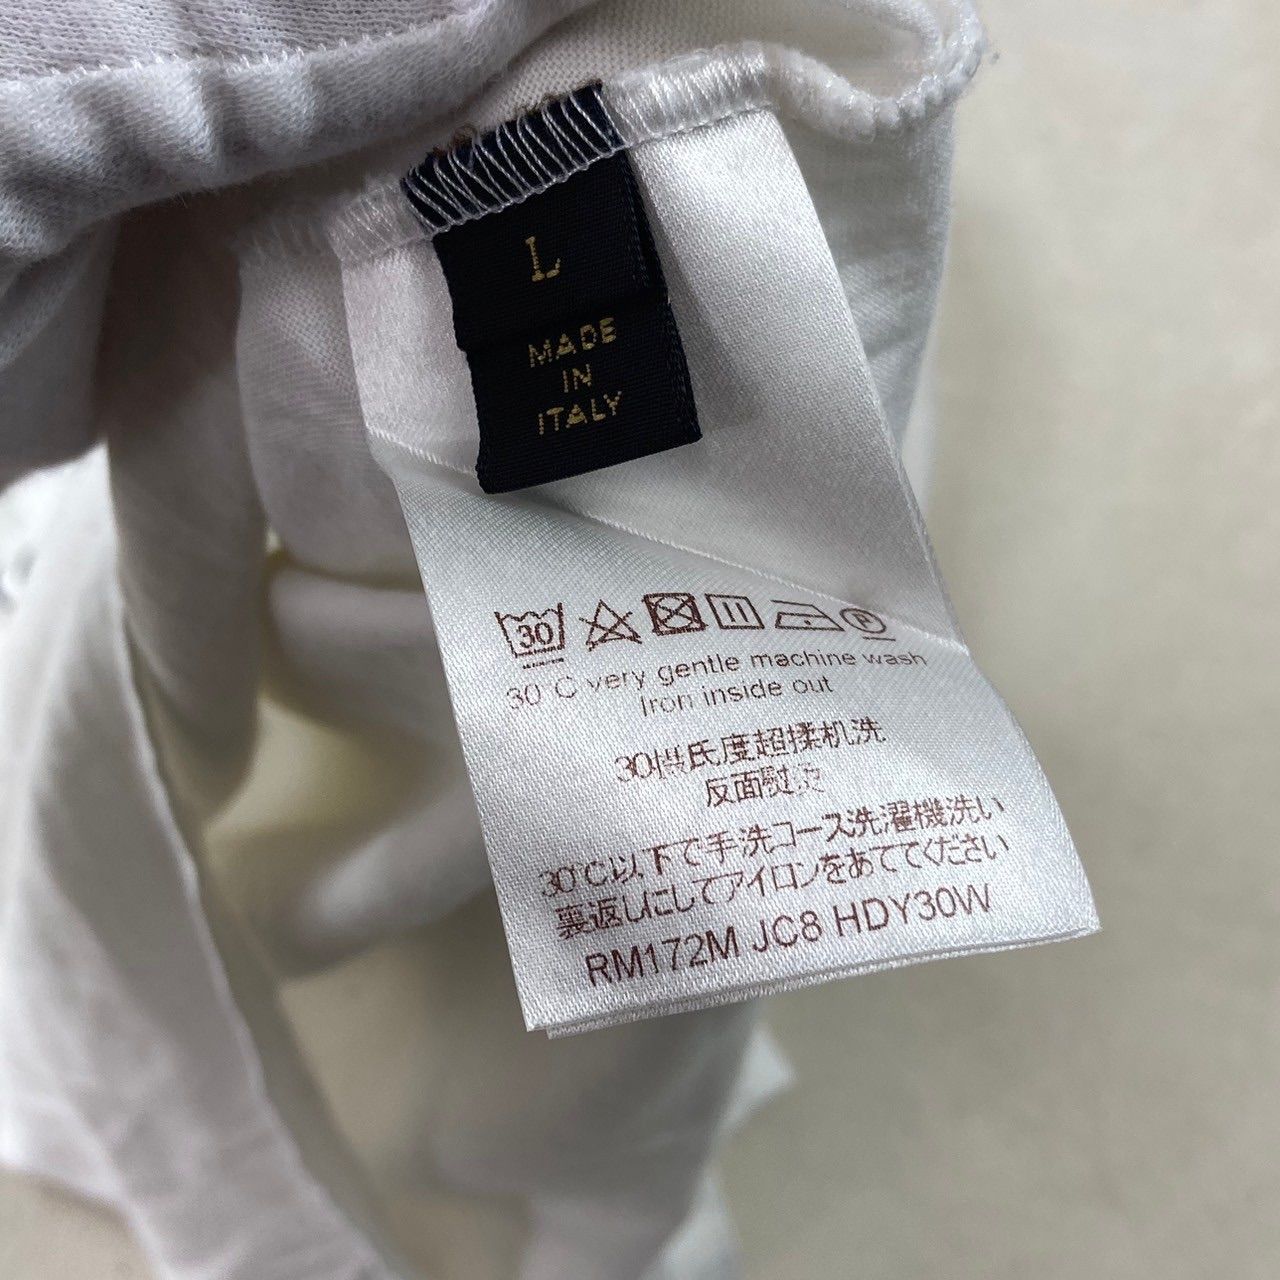 L
MADE
IN
ITALY
30
P
30°C very gentle machine wash
Iron inside out
30摄氏度超揉机洗
反面熨烫
30℃以下で手洗コース洗濯機洗い
裏返しにしてアイロンをあててください
RM172M JC8 HDY30W